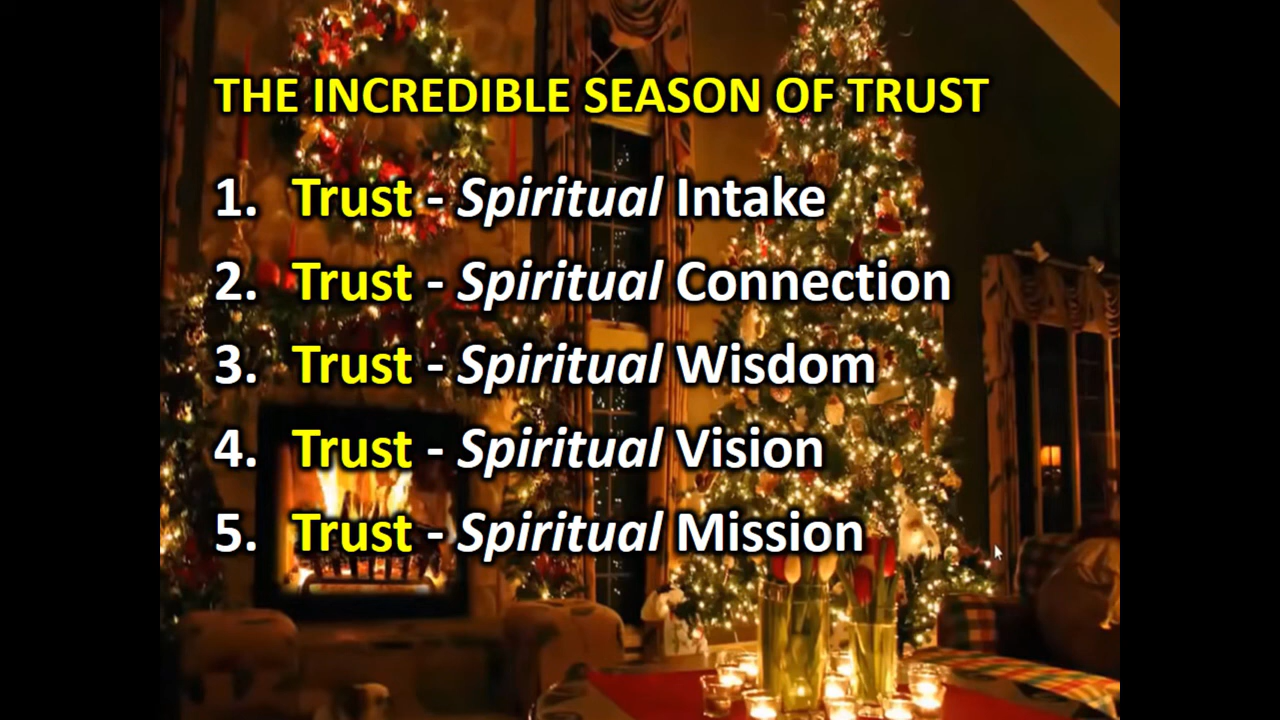 THE INCREDIBLE SEASON OF TRUST
1. Trust - Spiritual Intake
2. Trust - Spiritual Connection
3. Trust - Spiritual Wisdom
4. Trust - Spiritual Vision
5. Trust - Spiritual Mission